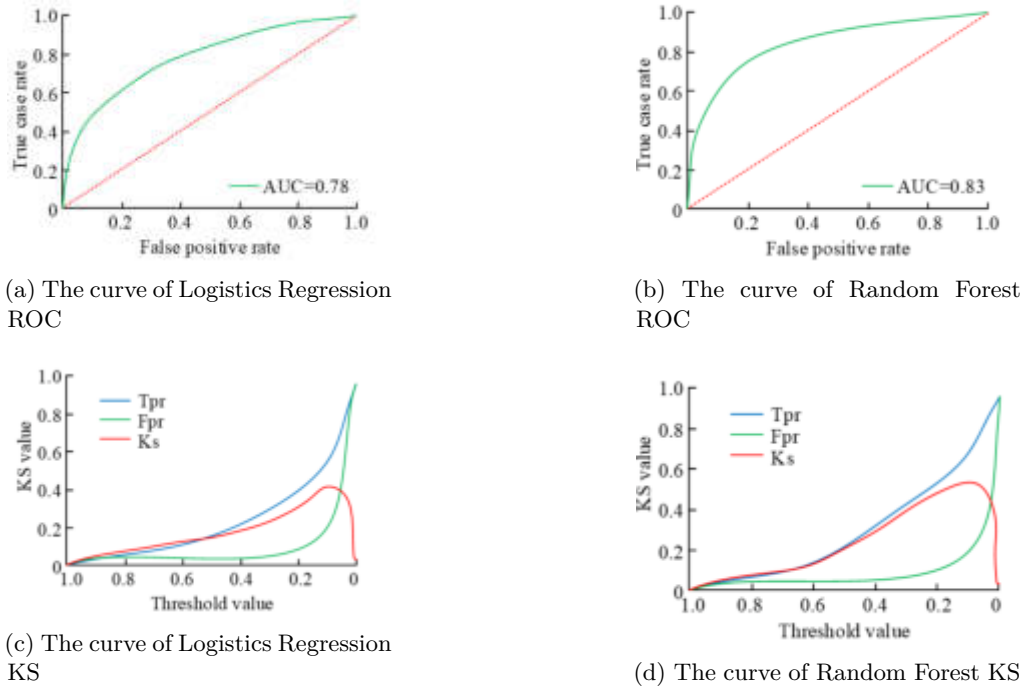 1.0
0.8
0.6
0.4
0.2
0
True case rate
AUC=0.78
0.2 0.4 0.6 0.8 1.0
False positive rate
(a) The curve of Logistics Regression
ROC
1.0
0.8
0.6
0.4
0.2
0
True case rate
AUC=0.83
0.2 0.4 0.6 0.8 1.0
False positive rate
(b) The curve of Random Forest
ROC
1.0
0.8
0.6
0.4
0.2
0
KS value
Tpr
Fpr
Ks
1.0 0.8 0.6 0.4 0.2 0
Threshold value
(c) The curve of Logistics Regression
KS
1.0
0.8
0.6
0.4
0.2
0
KS value
Tpr
Fpr
Ks
1.0 0.8 0.6 0.4 0.2 0
Threshold value
(d) The curve of Random Forest KS